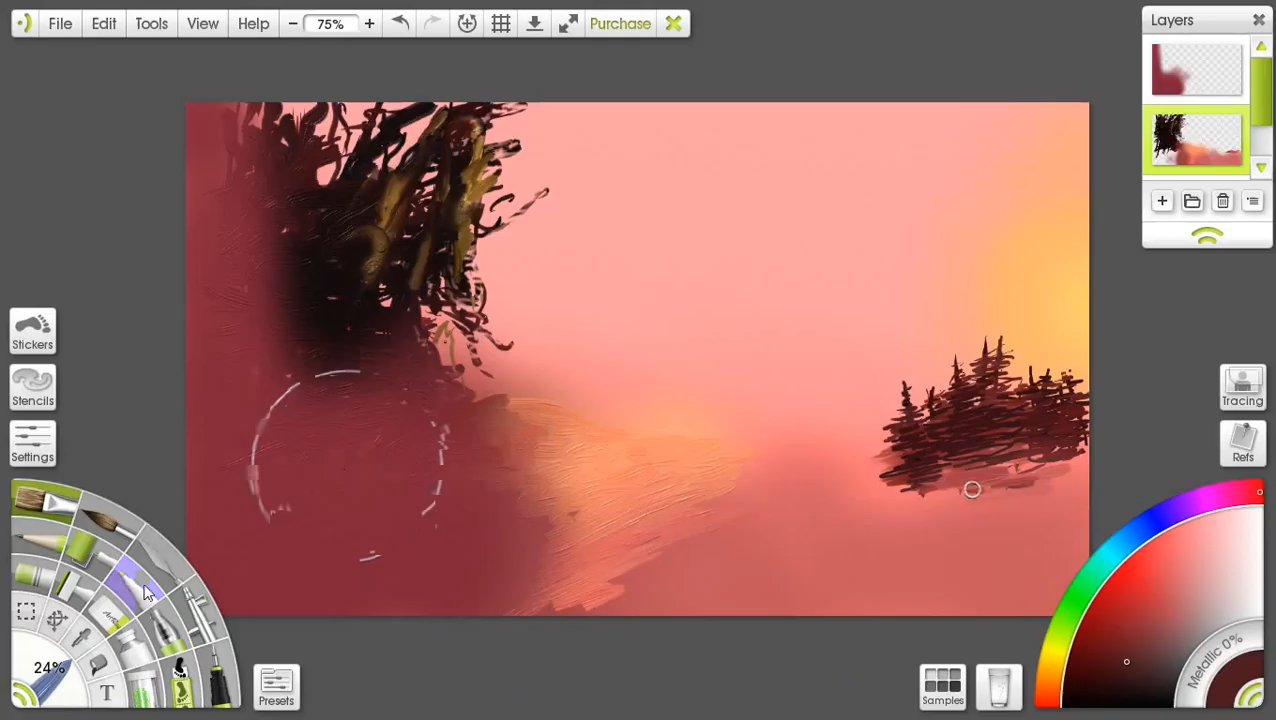 File Edit Tools View Help 75% Purchase
Layers
Stickers
Stencils
Settings
24%
T
Presets
Tracing
Refs
Metallic 0%
Samples